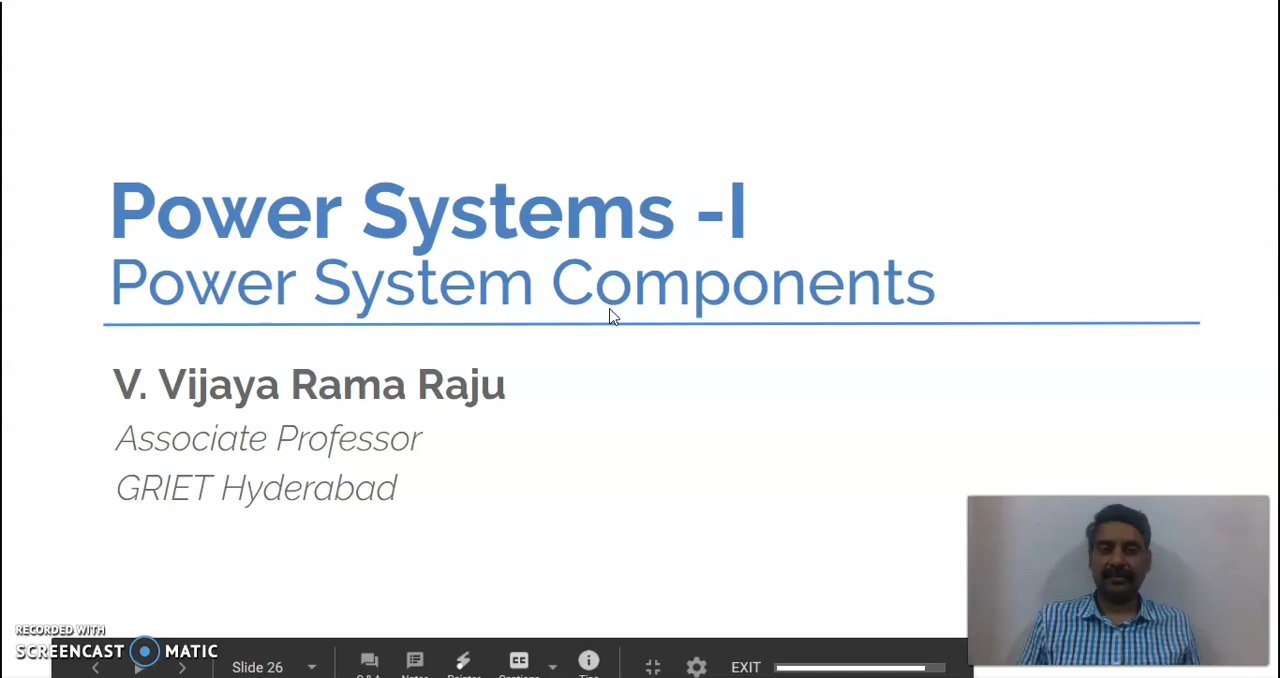 Power Systems -I
Power System Components
V. Vijaya Rama Raju
Associate Professor
GRIET Hyderabad
RECORDED WITH
SCREENCAST MATIC
Slide 26
EXIT